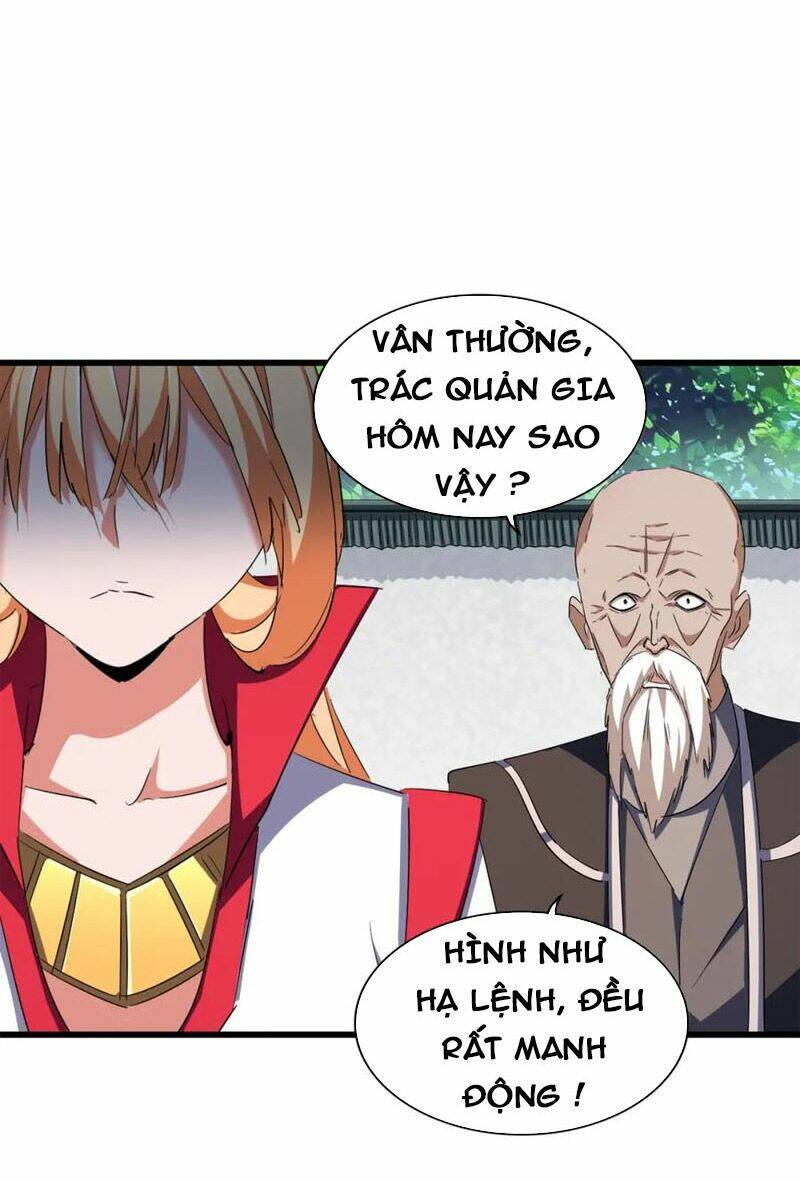 VÂN THƯỜNG,
TRÁC QUẢN GIA
HÔM NAY SAO
VẬY ?
HÌNH NHƯ
HẠ LỆNH, ĐỀU
RẤT MANH
ĐỘNG !